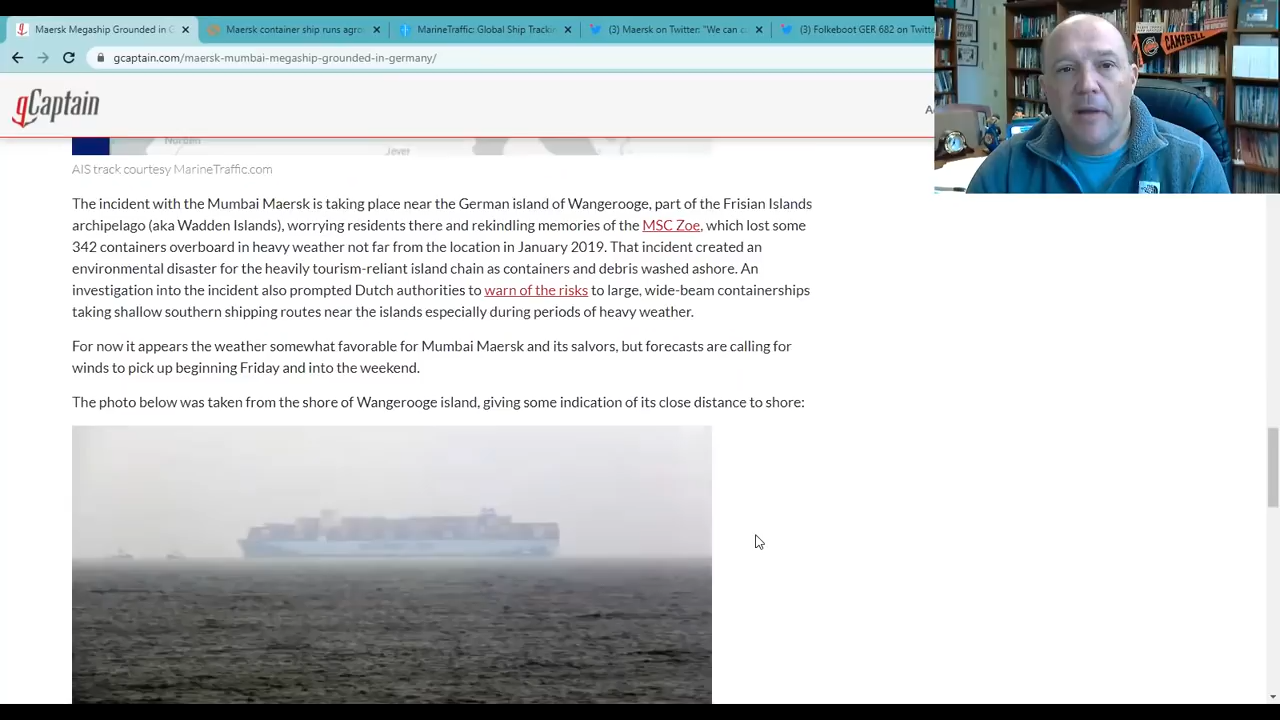 Maersk Megaship Grounded in G
Maersk container ship runs agro
MarineTraffic: Global Ship Trackin
(3) Maersk on Twitter: "We can co
(3) Folkeboot GER 682 on Twitte
gcaptain.com/maersk-mumbai-megaship-grounded-in-germany/
gCaptain
CAMPBELL
Norden
Jever
AIS track courtesy MarineTraffic.com
The incident with the Mumbai Maersk is taking place near the German island of Wangerooge, part of the Frisian Islands
archipelago (aka Wadden Islands), worrying residents there and rekindling memories of the MSC Zoe, which lost some
342 containers overboard in heavy weather not far from the location in January 2019. That incident created an
environmental disaster for the heavily tourism-reliant island chain as containers and debris washed ashore. An
investigation into the incident also prompted Dutch authorities to warn of the risks to large, wide-beam containerships
taking shallow southern shipping routes near the islands especially during periods of heavy weather.
For now it appears the weather somewhat favorable for Mumbai Maersk and its salvors, but forecasts are calling for
winds to pick up beginning Friday and into the weekend.
The photo below was taken from the shore of Wangerooge island, giving some indication of its close distance to shore: